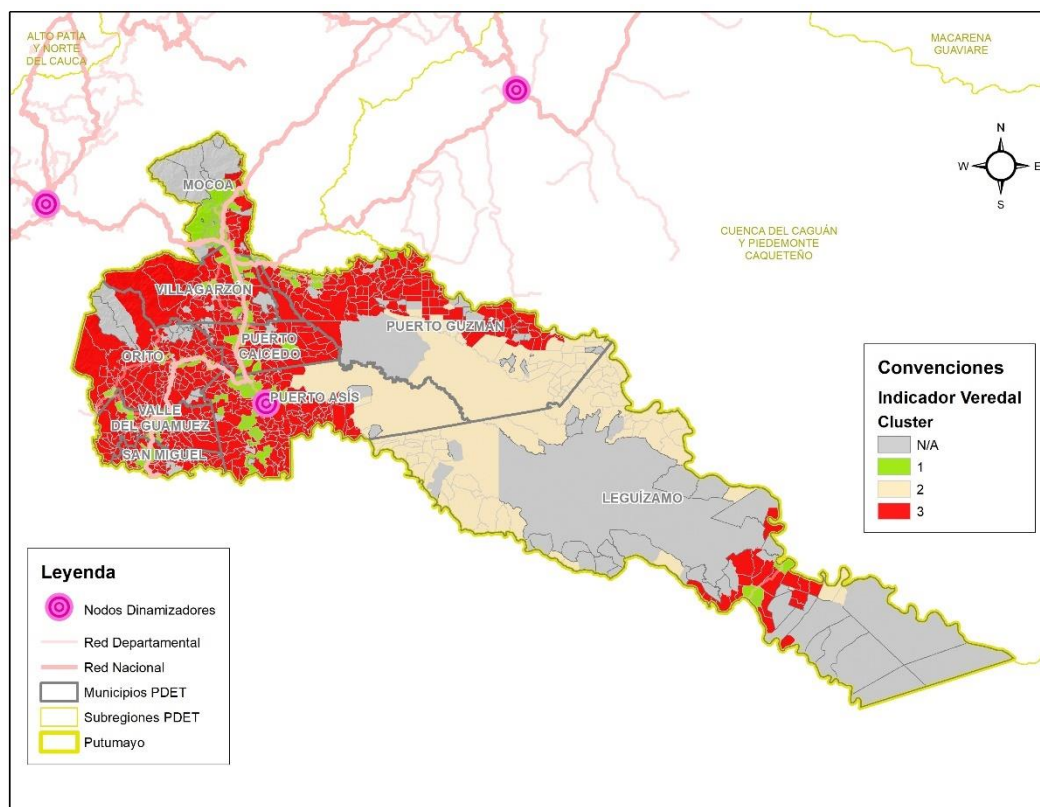 ALTO PATÍA
Y NORTE
DEL CAUCA
MACARENA
GUAVIARE
N
W
E
S
MOCOA
CUENCA DEL CAGUÁN
Y PIEDEMONTE
CAQUETEÑO
VILLAGARZÓN
PUERTO GUZMÁN
PUERTO
CAICEDO
ORITO
PUERTO ASÍS
VALLE
DEL GUAMUEZ
SAN MIGUEL
LEGUÍZAMO
Convenciones
Indicador Veredal
Cluster
N/A
1
2
3
Leyenda
Nodos Dinamizadores
Red Departamental
Red Nacional
Municipios PDET
Subregiones PDET
Putumayo